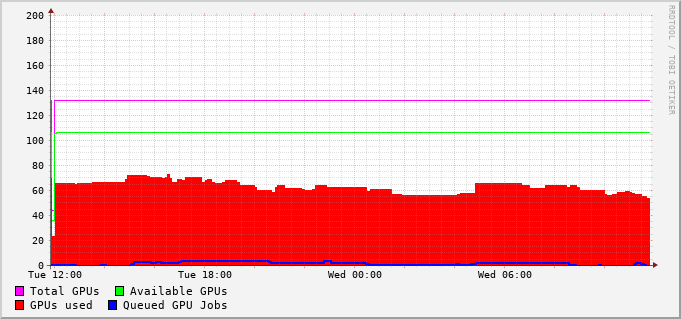 200
180
160
140
120
100
80
60
40
20
0
Tue 12:00 Tue 18:00 Wed 00:00 Wed 06:00
Total GPUs Available GPUs
GPUs used Queued GPU Jobs
RRDTOOL / TOBI OETIKER